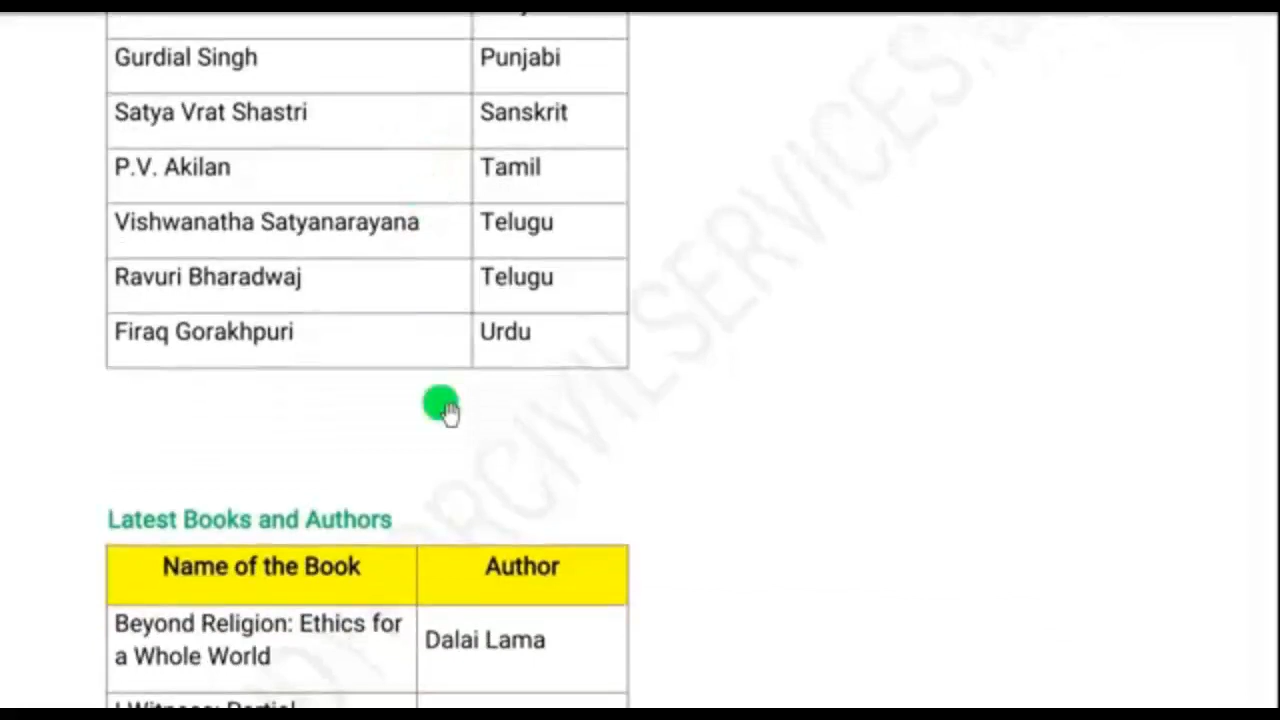 Gurdial Singh Punjabi
Satya Vrat Shastri Sanskrit
P.V. Akilan Tamil
Vishwanatha Satyanarayana Telugu
Ravuri Bharadwaj Telugu
Firaq Gorakhpuri Urdu
Latest Books and Authors
Name of the Book Author
Beyond Religion: Ethics for
a Whole World Dalai Lama